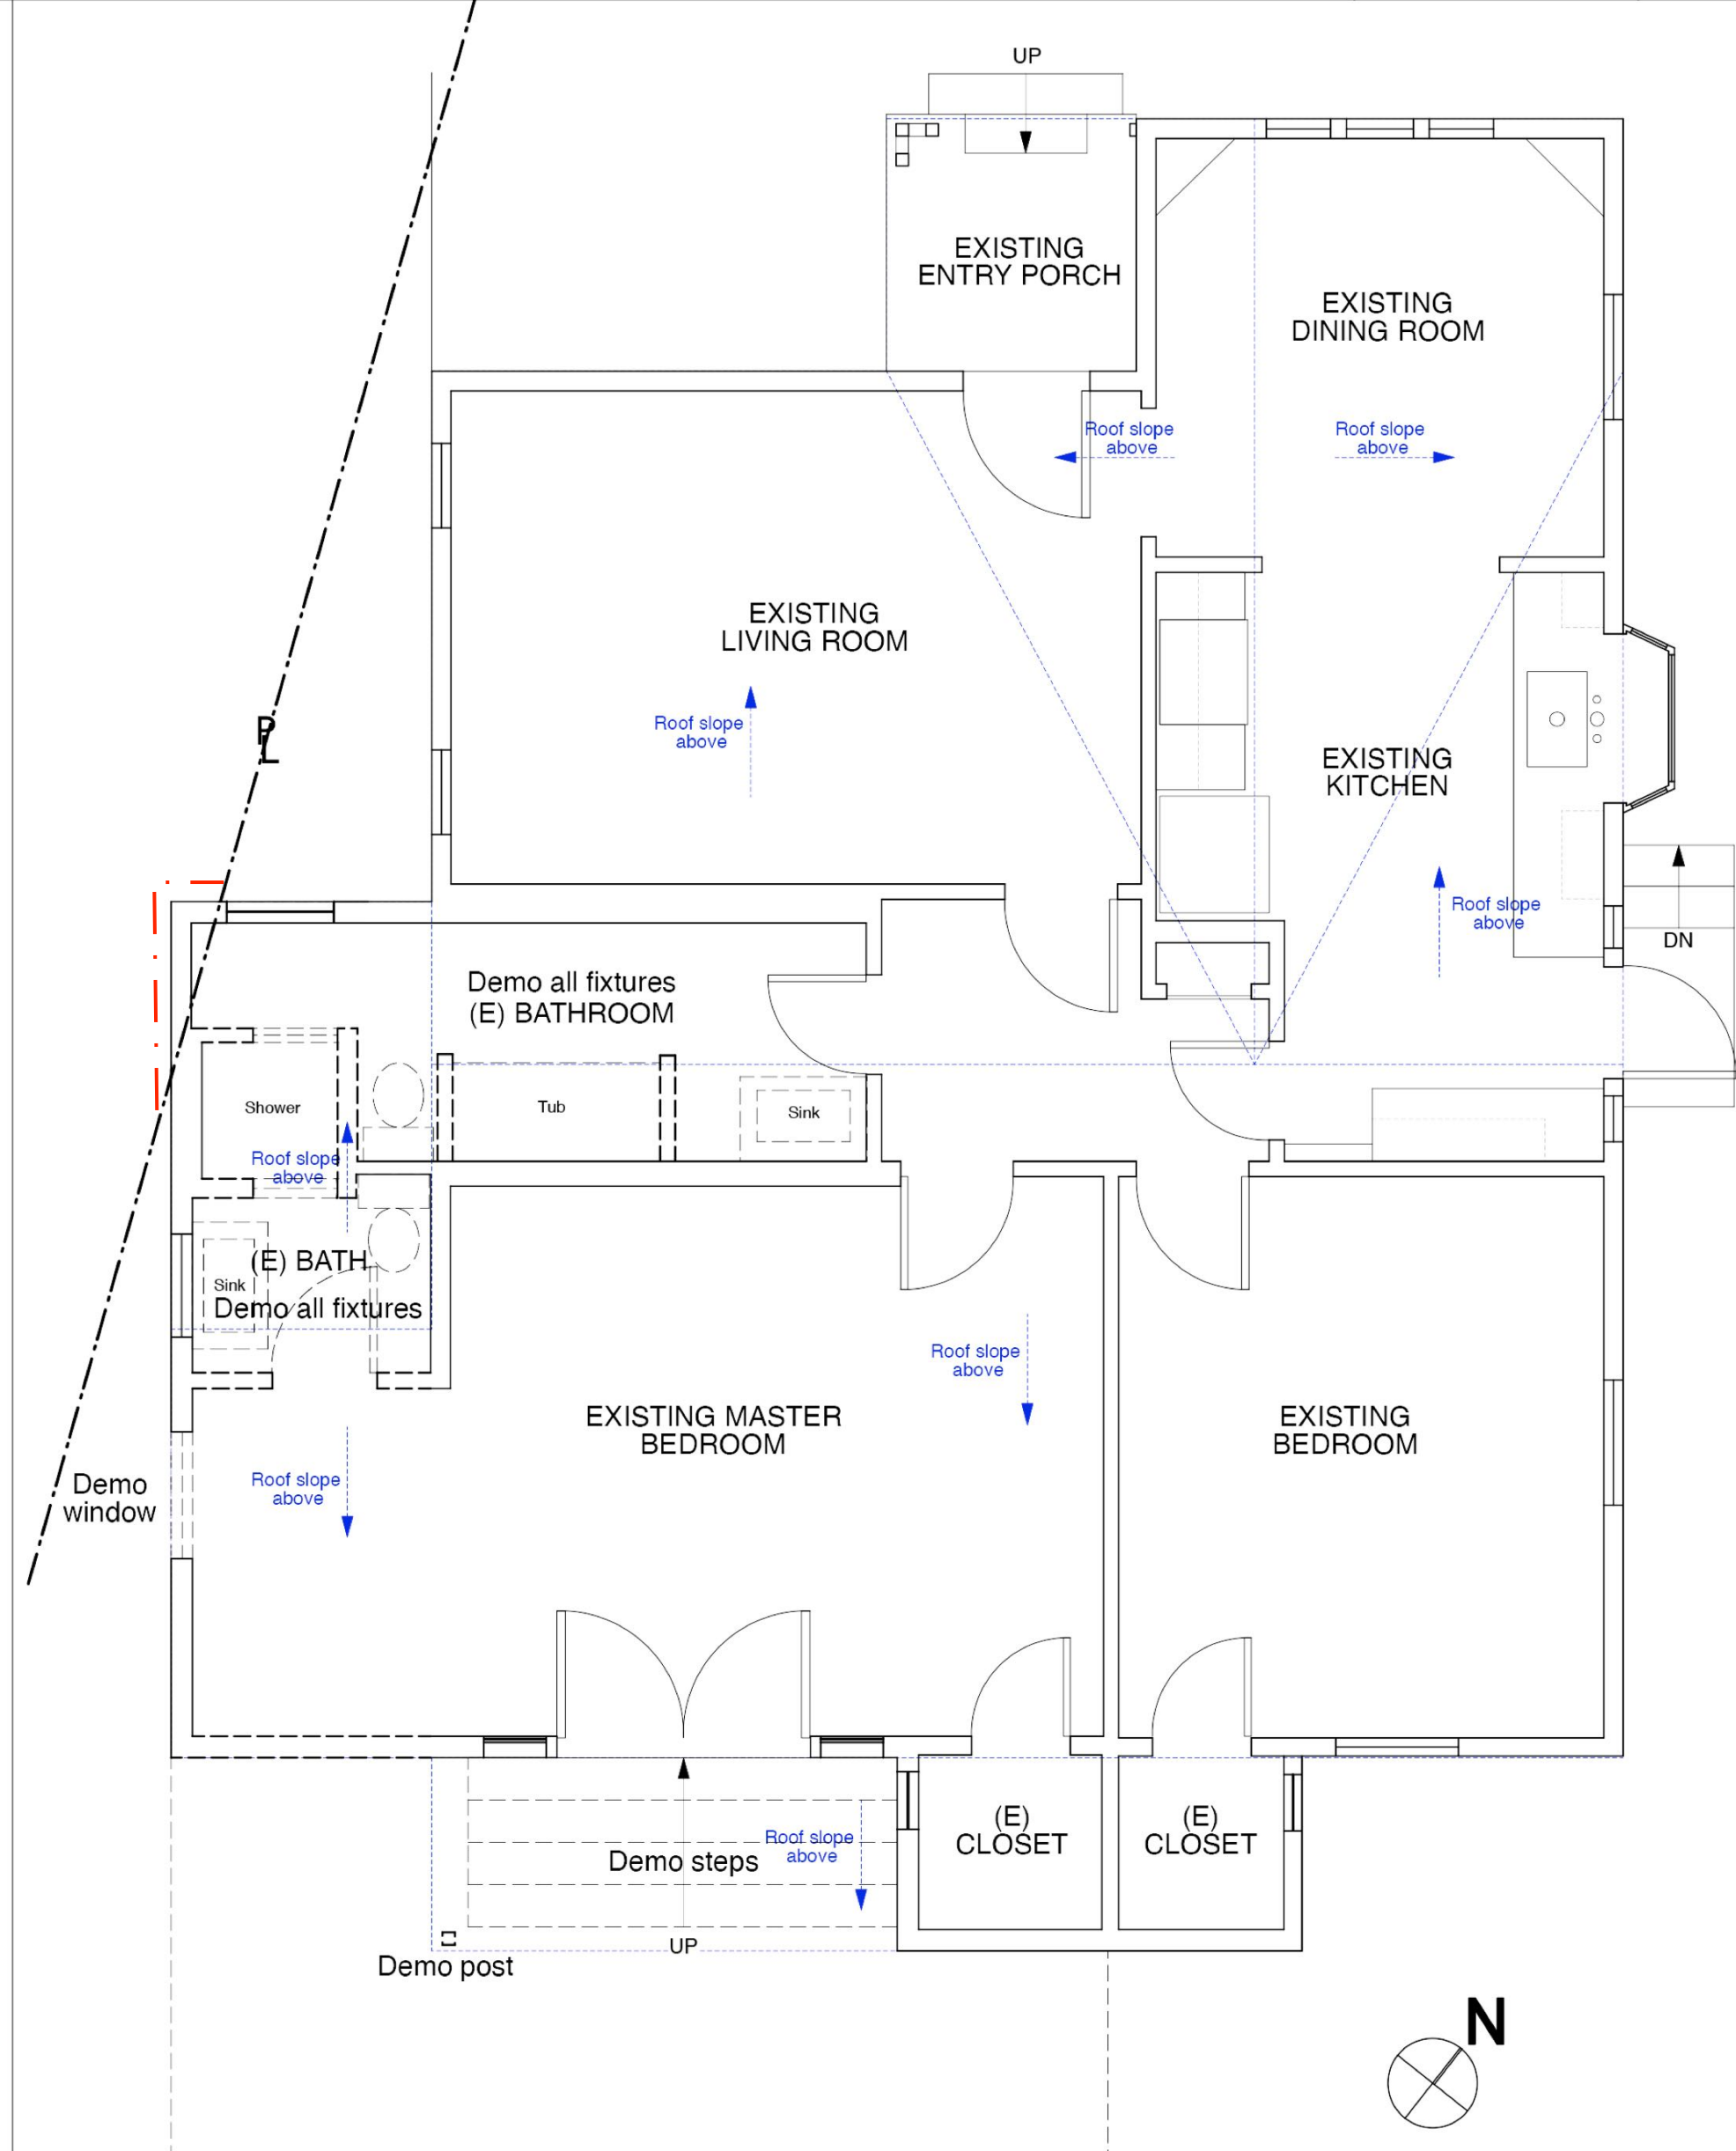 UP
EXISTING
ENTRY PORCH
EXISTING
DINING ROOM
Roof slope
above
Roof slope
above
EXISTING
LIVING ROOM
Roof slope
above
PL
EXISTING
KITCHEN
Roof slope
above
DN
Demo all fixtures
(E) BATHROOM
Shower
Tub
Sink
Roof slope
above
(E) BATH
Sink
Demo all fixtures
Roof slope
above
EXISTING MASTER
BEDROOM
EXISTING
BEDROOM
Roof slope
above
Demo
window
(E)
CLOSET
(E)
CLOSET
Roof slope
above
Demo steps
UP
Demo post
N